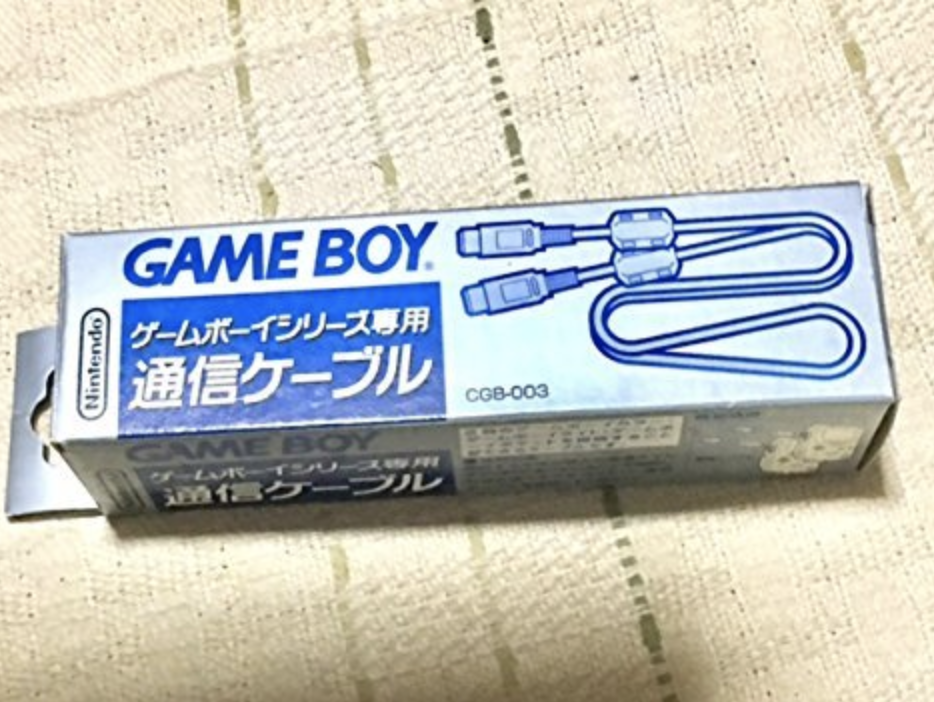 GAME BOY®
Nintendo
ゲームボーイシリーズ専用
通信ケーブル
CGB-003
GAME BOY
ゲームボーイシリーズ専用
通信ケーブル